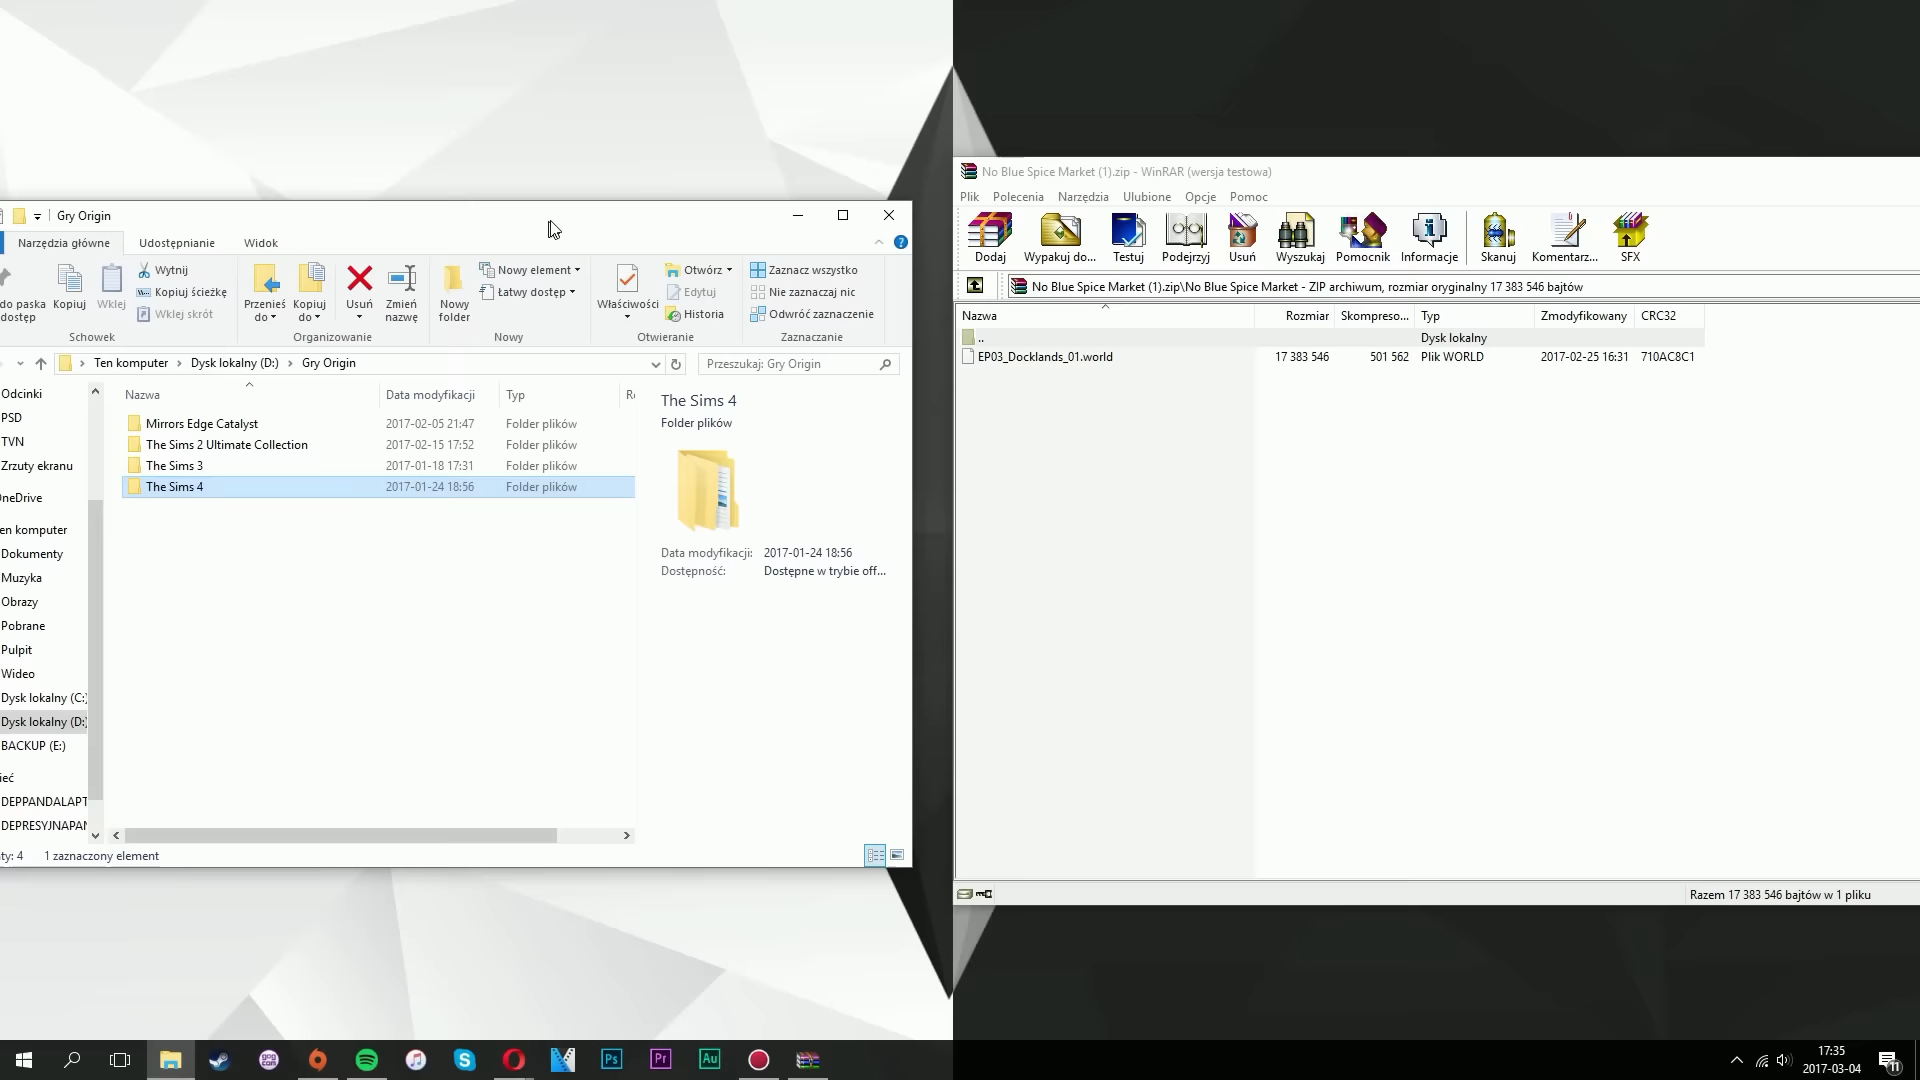 Gry Origin
Narzędzia główne
Udostępnianie
Widok
do paska
dostęp
Kopiuj
Wklej
Wytnij
Kopiuj ścieżkę
Wklej skrót
Schowek
Przenieś
do
Kopiuj
do
Usuń
Zmień
nazwę
Organizowanie
Nowy
folder
Nowy element
Łatwy dostęp
Nowy
Właściwości
Otwórz
Edytuj
Historia
Otwieranie
Zaznacz wszystko
Nie zaznaczaj nic
Odwróć zaznaczenie
Zaznaczanie
Ten komputer > Dysk lokalny (D:) > Gry Origin
Przeszukaj: Gry Origin
Odcinki
PSD
TVN
Zrzuty ekranu
neDrive
en komputer
Dokumenty
Muzyka
Obrazy
Pobrane
Pulpit
Wideo
Dysk lokalny (C:)
Dysk lokalny (D:)
BACKUP (E:)
ieć
DEPPANDALAPT
DEPRESYJNAPAN
Nazwa Data modyfikacji Typ
Mirrors Edge Catalyst 2017-02-05 21:47 Folder plików
The Sims 2 Ultimate Collection 2017-02-15 17:52 Folder plików
The Sims 3 2017-01-18 17:31 Folder plików
The Sims 4 2017-01-24 18:56 Folder plików
The Sims 4
Folder plików
Data modyfikacji: 2017-01-24 18:56
Dostępność: Dostępne w trybie off...
ty: 4 1 zaznaczony element
No Blue Spice Market (1).zip - WinRAR (wersja testowa)
Plik Polecenia Narzędzia Ulubione Opcje Pomoc
Dodaj Wypakuj do... Testuj Podejrzyj Usuń Wyszukaj Pomocnik Informacje Skanuj Komentarz... SFX
No Blue Spice Market (1).zip\No Blue Spice Market - ZIP archiwum, rozmiar oryginalny 17 383 546 bajtów
Nazwa Rozmiar Skompreso... Typ Zmodyfikowany CRC32
.. Dysk lokalny
EP03_Docklands_01.world 17 383 546 501 562 Plik WORLD 2017-02-25 16:31 710AC8C1
Razem 17 383 546 bajtów w 1 pliku
gog
com
Ps
Pr
Au
17:35
2017-03-04
11